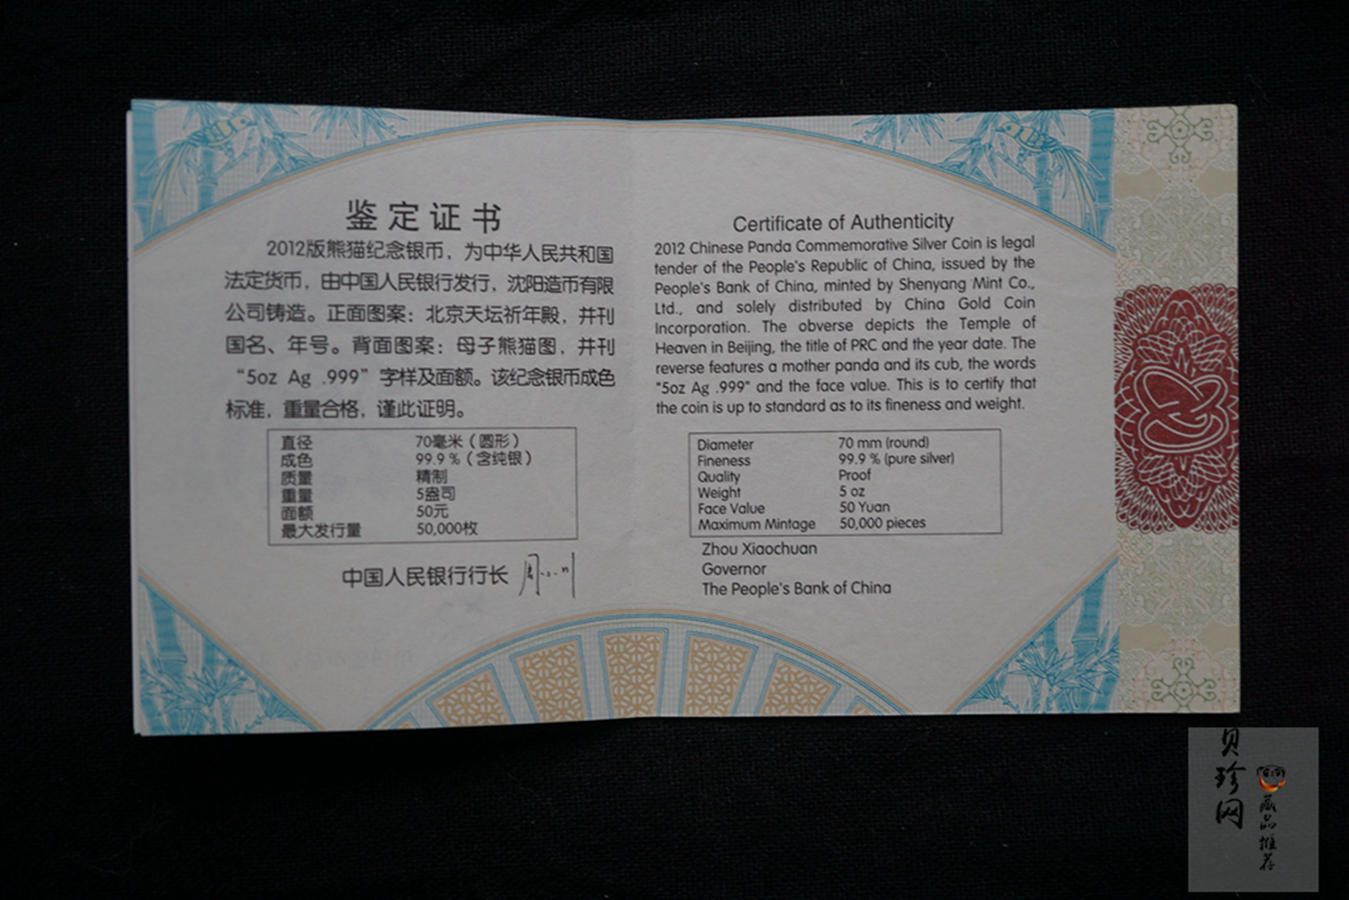 鉴定证书
2012版熊猫纪念银币，为中华人民共和国
法定货币，由中国人民银行发行，沈阳造币有限
公司铸造。正面图案：北京天坛祈年殿，并刊
国名、年号。背面图案：母子熊猫图，并刊
“5oz Ag .999”字样及面额。该纪念银币成色
标准，重量合格，谨此证明。
直径 70毫米（圆形）
成色 99.9 %（含纯银）
质量 精制
重量 5盎司
面额 50元
最大发行量 50,000枚
中国人民银行行长
Certificate of Authenticity
2012 Chinese Panda Commemorative Silver Coin is legal
tender of the People's Republic of China, issued by the
People's Bank of China, minted by Shenyang Mint Co.,
Ltd., and solely distributed by China Gold Coin
Incorporation. The obverse depicts the Temple of
Heaven in Beijing, the title of PRC and the year date. The
reverse features a mother panda and its cub, the words
"5oz Ag .999" and the face value. This is to certify that
the coin is up to standard as to its fineness and weight.
Diameter 70 mm (round)
Fineness 99.9 % (pure silver)
Quality Proof
Weight 5 oz
Face Value 50 Yuan
Maximum Mintage 50,000 pieces
Zhou Xiaochuan
Governor
The People's Bank of China
贝珍网
藏品推荐